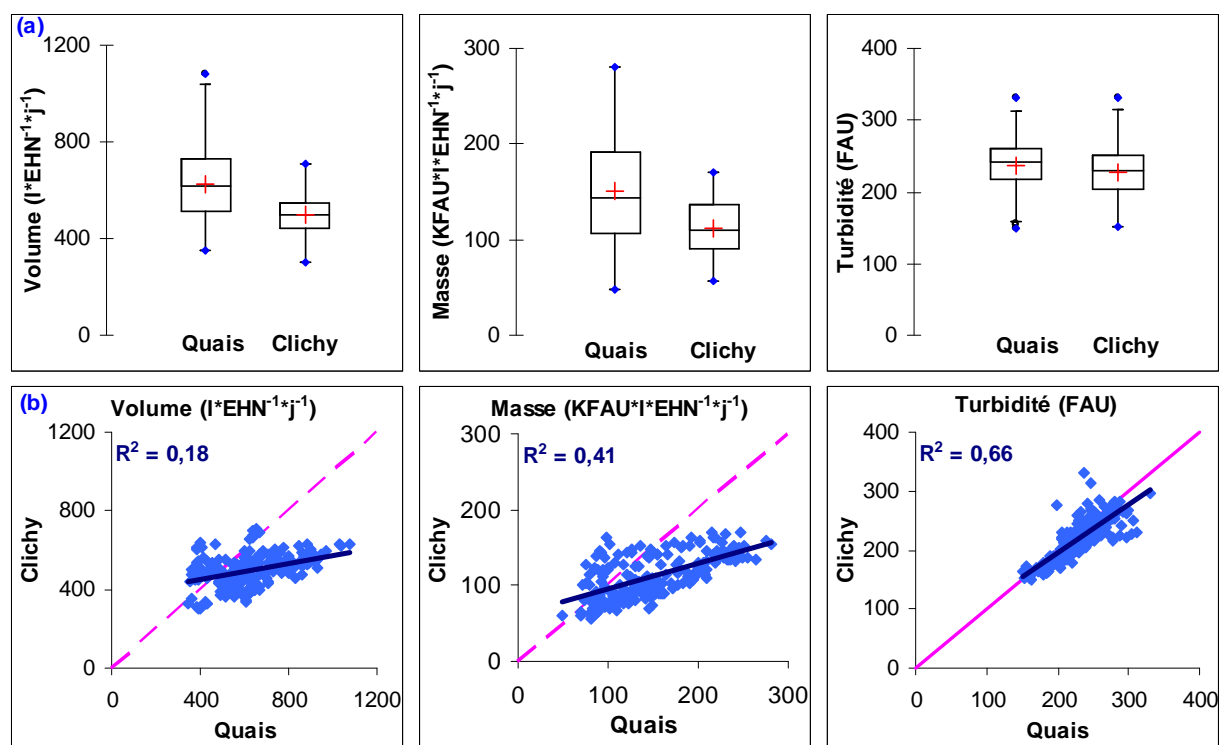 (a)
Volume (l*EHN⁻¹*j⁻¹)
1200
800
400
0
Quais Clichy
Masse (KFAU*l*EHN⁻¹*j⁻¹)
300
200
100
0
Quais Clichy
Turbidité (FAU)
400
300
200
100
0
Quais Clichy
(b)
Volume (l*EHN⁻¹*j⁻¹)
R² = 0,18
Clichy
1200
800
400
0
0 400 800 1200
Quais
Masse (KFAU*l*EHN⁻¹*j⁻¹)
R² = 0,41
Clichy
300
200
100
0
0 100 200 300
Quais
Turbidité (FAU)
R² = 0,66
Clichy
400
300
200
100
0
0 100 200 300 400
Quais